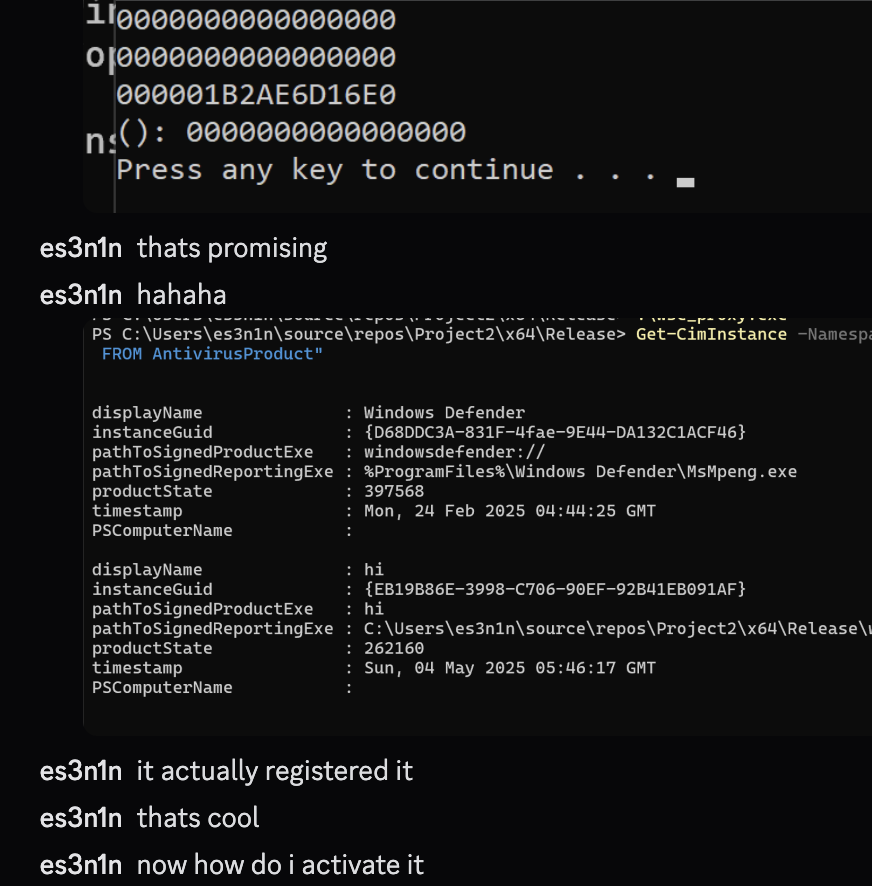 0000000000000000
0000000000000000
000001B2AE6D16E0
(): 0000000000000000
Press any key to continue . . .
es3n1n thats promising
es3n1n hahaha
PS C:\Users\es3n1n\source\repos\Project2\x64\Release> Get-CimInstance -Namespa
FROM AntivirusProduct"
displayName : Windows Defender
instanceGuid : {D68DDC3A-831F-4fae-9E44-DA132C1ACF46}
pathToSignedProductExe : windowsdefender://
pathToSignedReportingExe : %ProgramFiles%\Windows Defender\MsMpeng.exe
productState : 397568
timestamp : Mon, 24 Feb 2025 04:44:25 GMT
PSComputerName :
displayName : hi
instanceGuid : {EB19B86E-3998-C706-90EF-92B41EB091AF}
pathToSignedProductExe : hi
pathToSignedReportingExe : C:\Users\es3n1n\source\repos\Project2\x64\Release\
productState : 262160
timestamp : Sun, 04 May 2025 05:46:17 GMT
PSComputerName :
es3n1n it actually registered it
es3n1n thats cool
es3n1n now how do i activate it